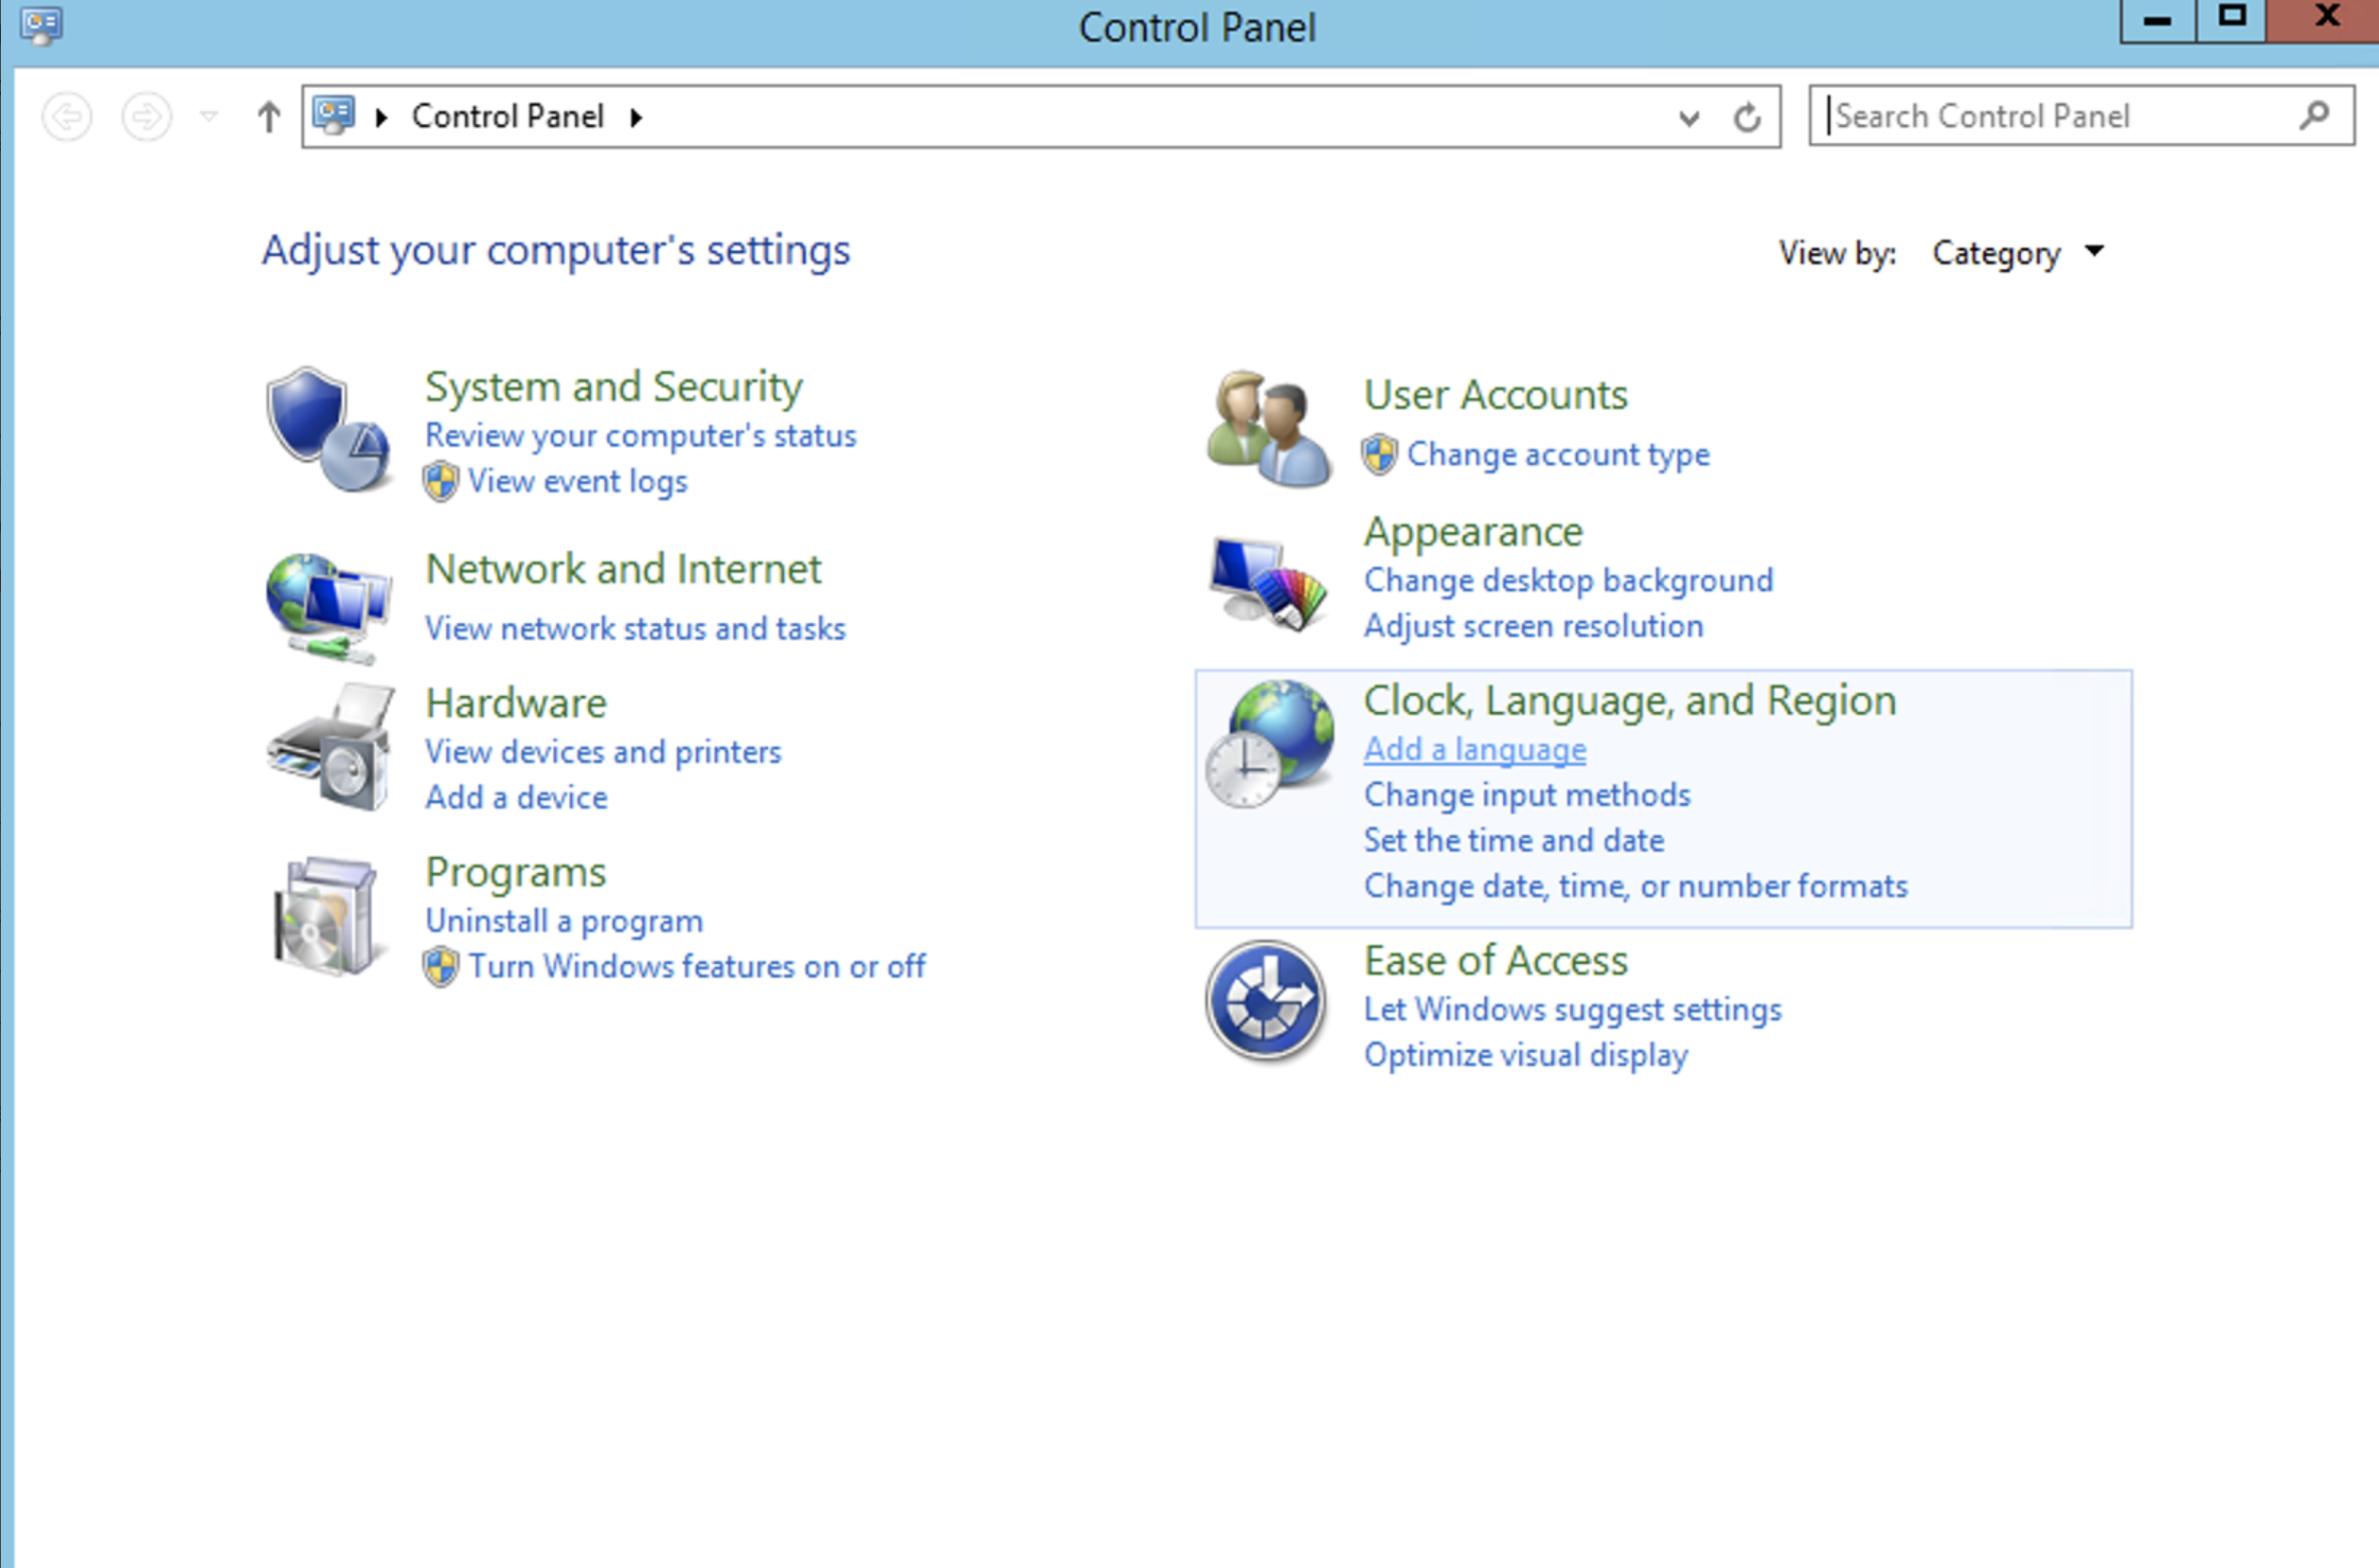 Control Panel
Control Panel
Search Control Panel
Adjust your computer's settings
View by: Category
System and Security
Review your computer's status
View event logs
Network and Internet
View network status and tasks
Hardware
View devices and printers
Add a device
Programs
Uninstall a program
Turn Windows features on or off
User Accounts
Change account type
Appearance
Change desktop background
Adjust screen resolution
Clock, Language, and Region
Add a language
Change input methods
Set the time and date
Change date, time, or number formats
Ease of Access
Let Windows suggest settings
Optimize visual display